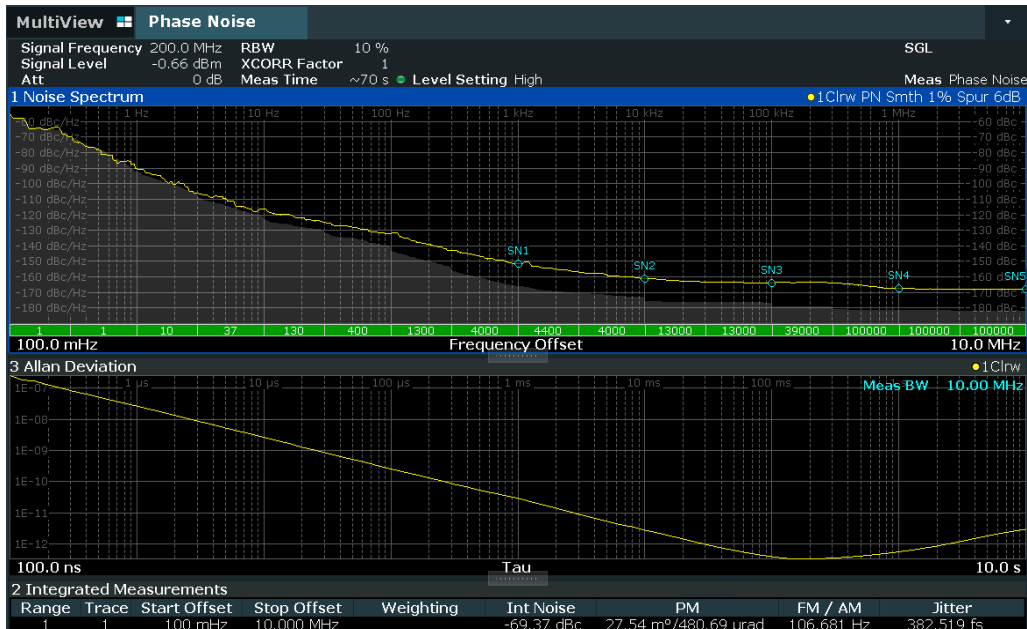 MultiView Phase Noise
Signal Frequency 200.0 MHz RBW 10 % SGL
Signal Level -0.66 dBm XCORR Factor 1
Att 0 dB Meas Time ~70 s Level Setting High Meas Phase Noise
1 Noise Spectrum 1Clrw PN Smth 1% Spur 6dB
1 Hz 10 Hz 100 Hz 1 kHz 10 kHz 100 kHz 1 MHz
-60 dBc/Hz -60 dBc
-70 dBc/Hz -70 dBc
-80 dBc/Hz -80 dBc
-90 dBc/Hz -90 dBc
-100 dBc/Hz -100 dBc
-110 dBc/Hz -110 dBc
-120 dBc/Hz -120 dBc
-130 dBc/Hz -130 dBc
-140 dBc/Hz -140 dBc
-150 dBc/Hz SN1 -150 dBc
-160 dBc/Hz SN2 SN3 SN4 -160 dBc SN5
-170 dBc/Hz -170 dBc
-180 dBc/Hz -180 dBc
1 1 10 37 130 400 1300 4000 4400 4000 13000 13000 39000 100000 100000 100000
100.0 mHz Frequency Offset 10.0 MHz
3 Allan Deviation 1Clrw
1 µs 10 µs 100 µs 1 ms 10 ms 100 ms
1E-07 Meas BW 10.00 MHz
1E-08
1E-09
1E-10
1E-11
1E-12
100.0 ns Tau 10.0 s
2 Integrated Measurements
Range Trace Start Offset Stop Offset Weighting Int Noise PM FM / AM Jitter
1 1 100 mHz 10.000 MHz -69.37 dBc 27.54 m°/480.69 µrad 106.681 Hz 382.519 fs